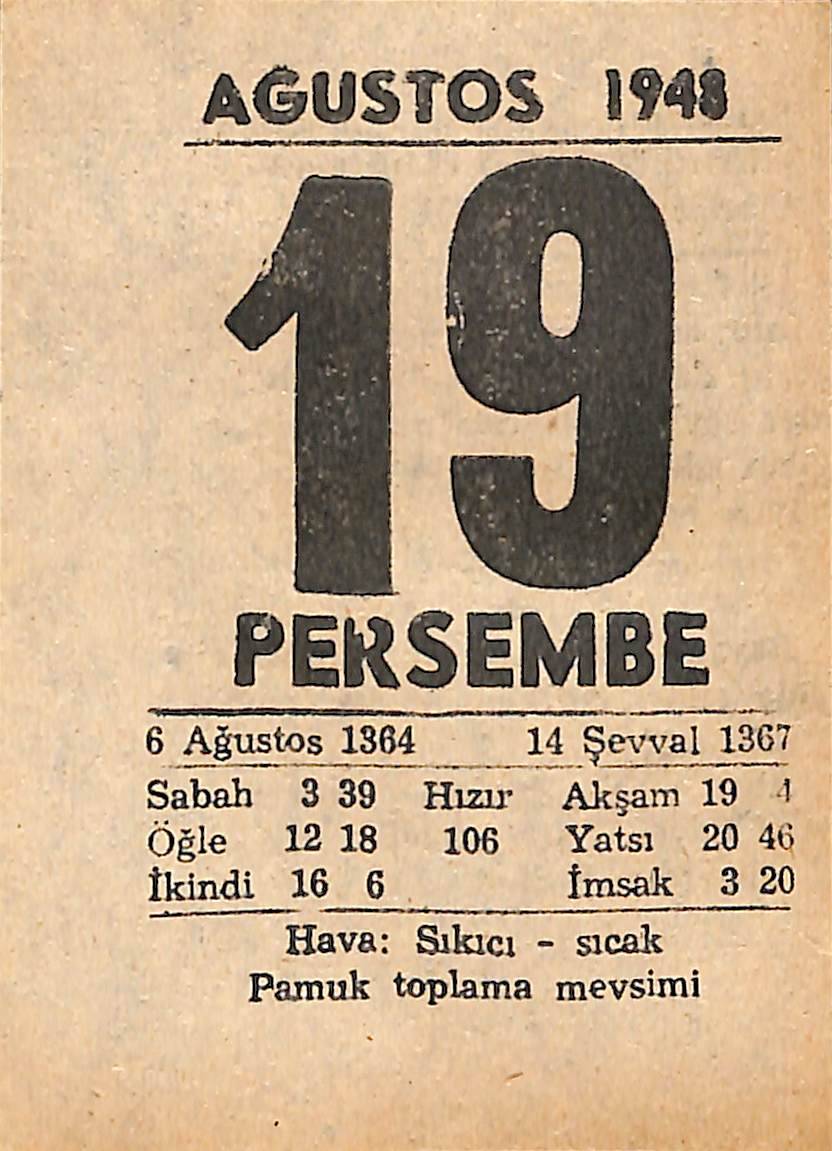 AĞUSTOS 1948
19
PERSEMBE
6 Ağustos 1364 14 Şevval 1367
Sabah 3 39 Hızır Akşam 19 4
Öğle 12 18 106 Yatsı 20 46
İkindi 16 6 İmsak 3 20
Hava: Sıkıcı - sıcak
Pamuk toplama mevsimi